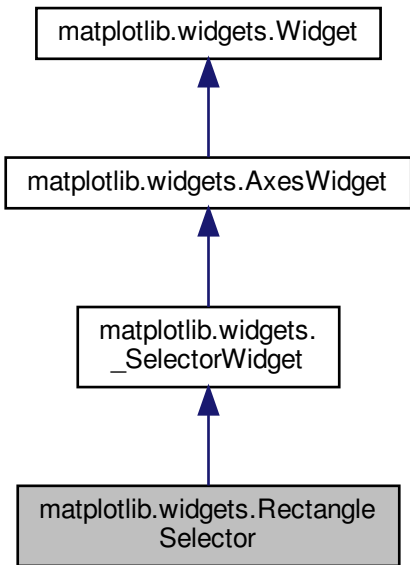 matplotlib.widgets.Widget
matplotlib.widgets.AxesWidget
matplotlib.widgets.
_SelectorWidget
matplotlib.widgets.Rectangle
Selector